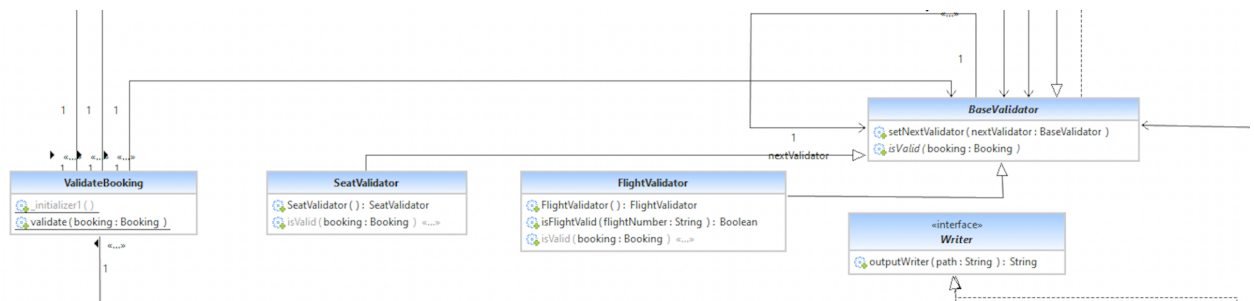 «...»
1
1
1
1
«...»
«...»
«...»
1
1
1
nextValidator
BaseValidator
setNextValidator ( nextValidator : BaseValidator )
isValid ( booking : Booking )
ValidateBooking
_initializer1 ( )
validate ( booking : Booking )
SeatValidator
SeatValidator ( ) : SeatValidator
isValid ( booking : Booking ) «...»
FlightValidator
FlightValidator ( ) : FlightValidator
isFlightValid ( flightNumber : String ) : Boolean
isValid ( booking : Booking ) «...»
«interface»
Writer
outputWriter ( path : String ) : String
«...»
1